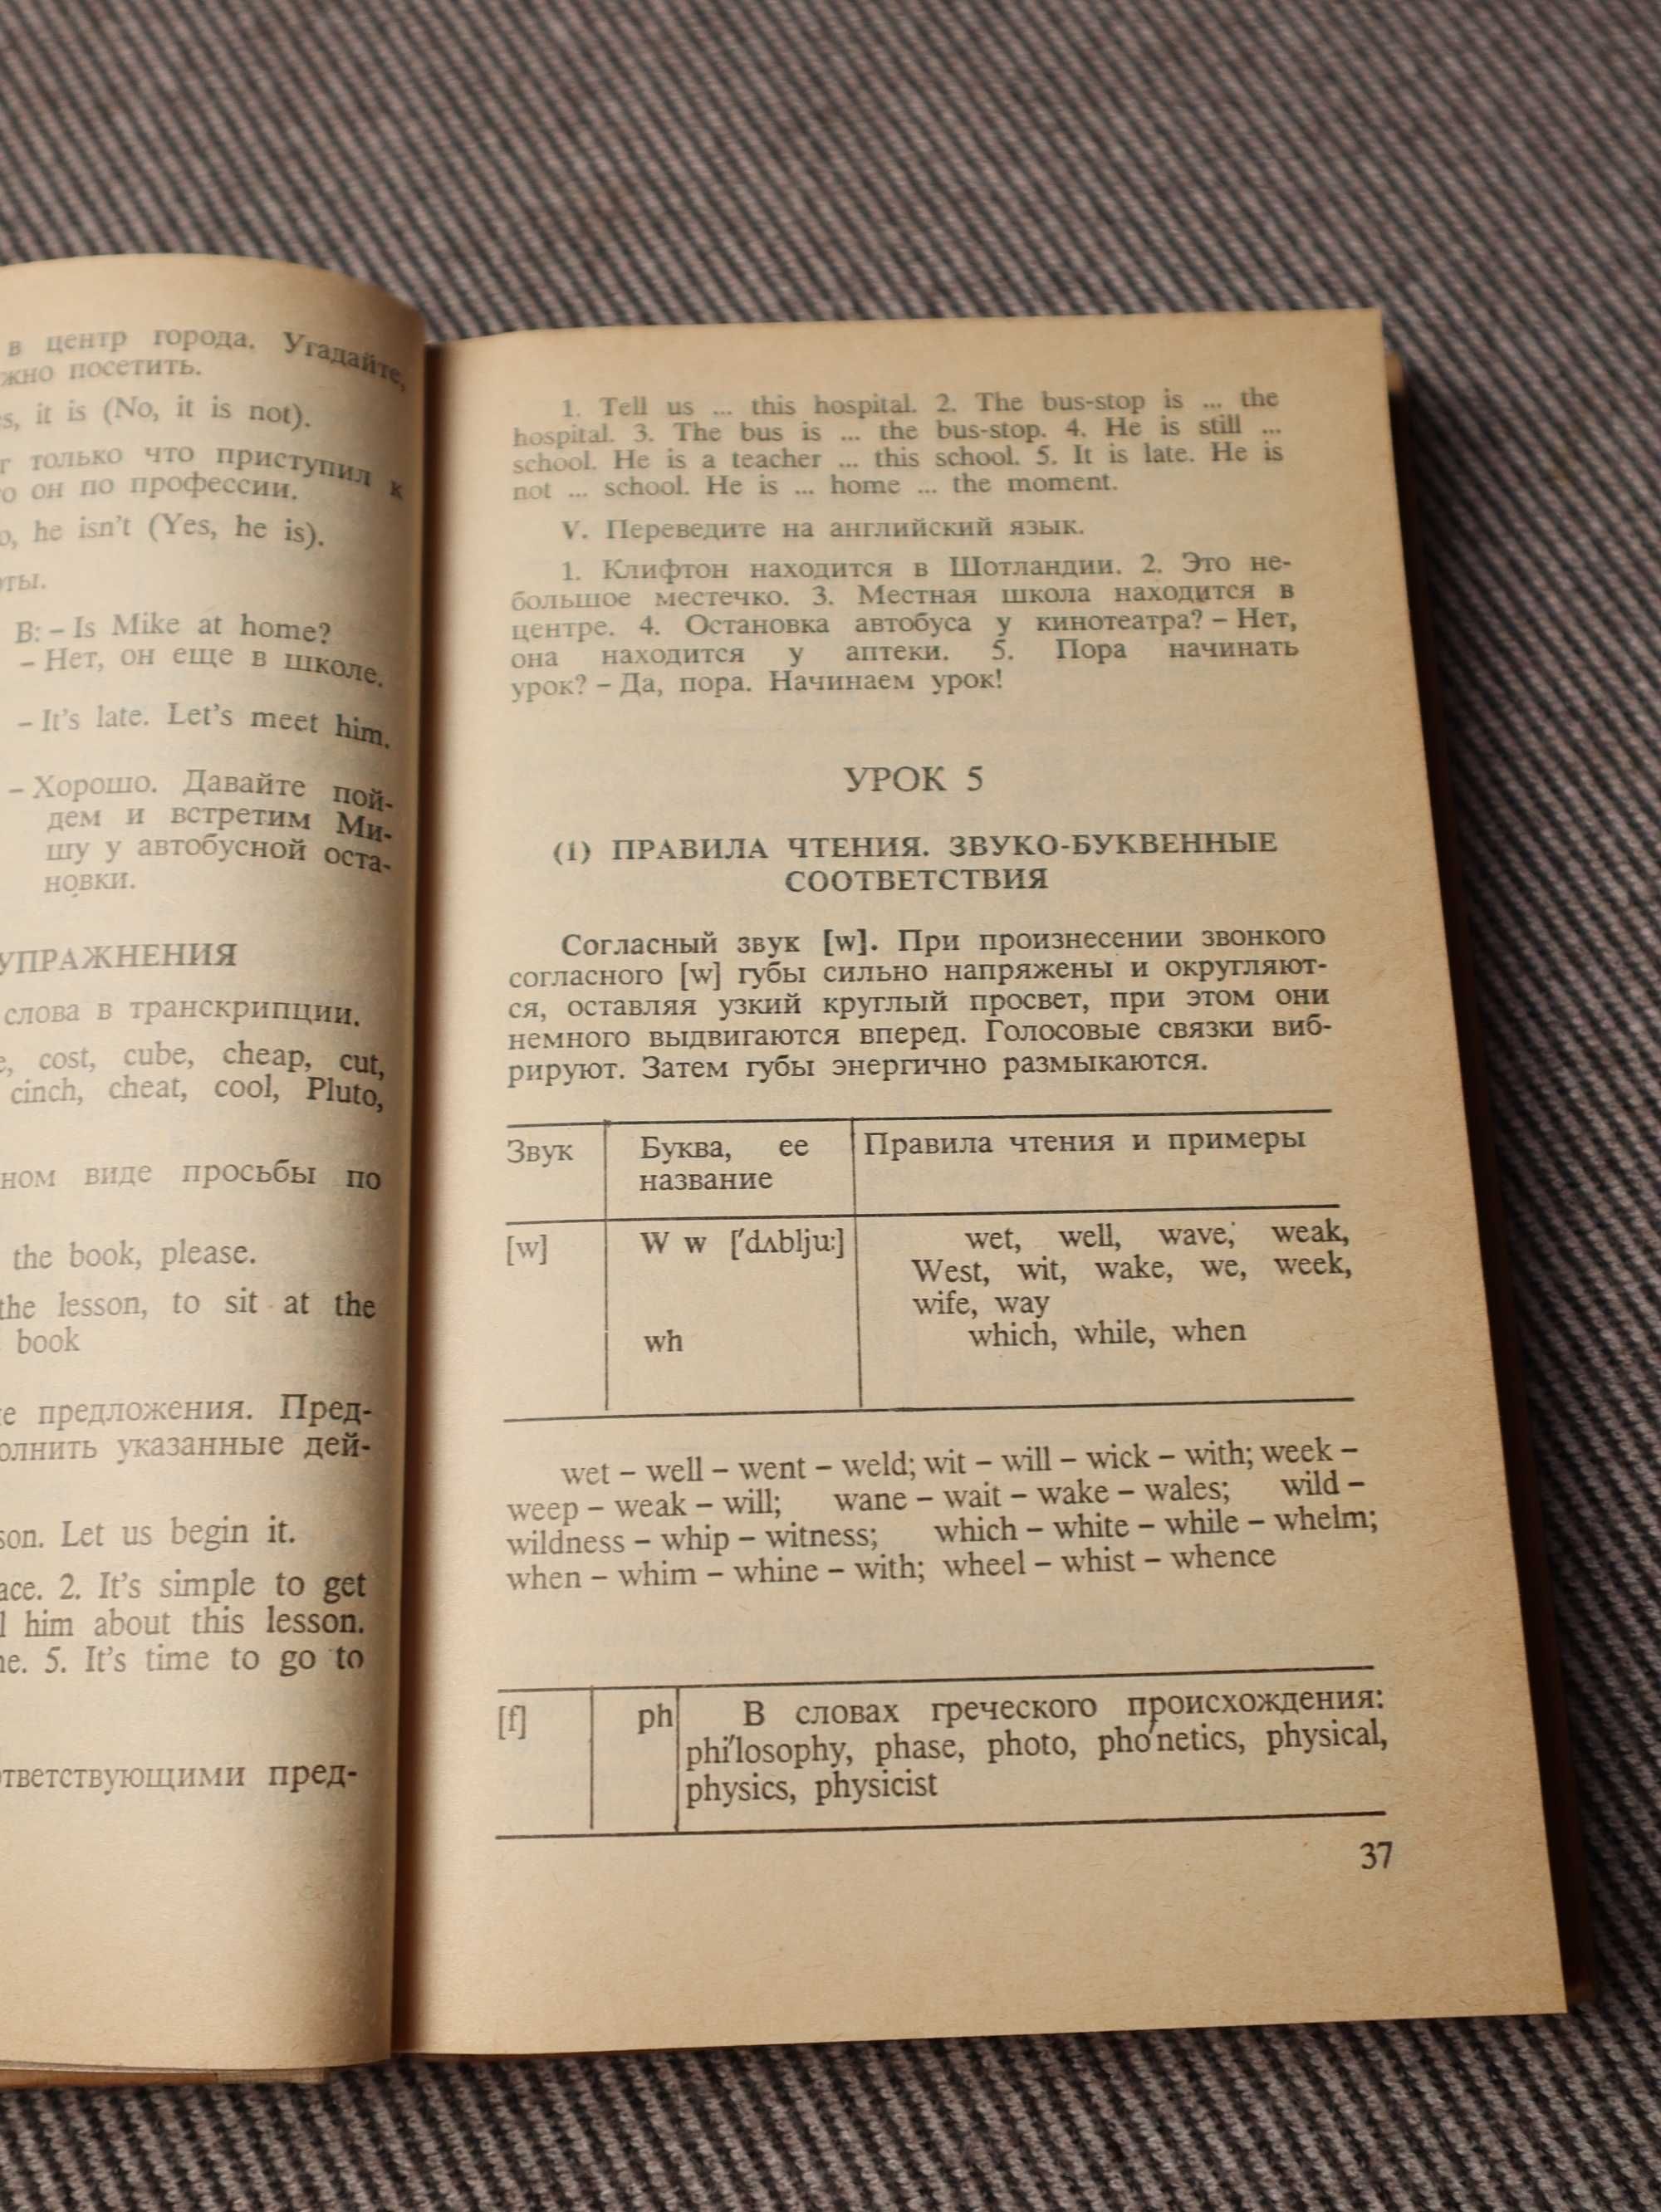 в центр города. Угадайте,
жно посетить.
s, it is (No, it is not).
г только что приступил к
о он по профессии.
o, he isn't (Yes, he is).
оты.
B: – Is Mike at home?
– Нет, он еще в школе.
– It's late. Let's meet him.
– Хорошо. Давайте пой-
дем и встретим Ми-
шу у автобусной оста-
новки.
УПРАЖНЕНИЯ
слова в транскрипции.
e, cost, cube, cheap, cut,
cinch, cheat, cool, Pluto,
ном виде просьбы по
the book, please.
the lesson, to sit at the
book
е предложения. Пред-
олнить указанные дей-
son. Let us begin it.
ace. 2. It's simple to get
l him about this lesson.
ne. 5. It's time to go to
тветствующими пред-
1. Tell us ... this hospital. 2. The bus-stop is ... the
hospital. 3. The bus is ... the bus-stop. 4. He is still ...
school. He is a teacher ... this school. 5. It is late. He is
not ... school. He is ... home ... the moment.
V. Переведите на английский язык.
1. Клифтон находится в Шотландии. 2. Это не-
большое местечко. 3. Местная школа находится в
центре. 4. Остановка автобуса у кинотеатра? – Нет,
она находится у аптеки. 5. Пора начинать
урок? – Да, пора. Начинаем урок!
УРОК 5
(1) ПРАВИЛА ЧТЕНИЯ. ЗВУКО-БУКВЕННЫЕ
СООТВЕТСТВИЯ
Согласный звук [w]. При произнесении звонкого
согласного [w] губы сильно напряжены и округляют-
ся, оставляя узкий круглый просвет, при этом они
немного выдвигаются вперед. Голосовые связки виб-
рируют. Затем губы энергично размыкаются.
Звук Буква, ее Правила чтения и примеры
название
[w] W w [ˈdʌblju:] wet, well, wave; weak,
West, wit, wake, we, week,
wife, way
wh which, while, when
wet – well – went – weld; wit – will – wick – with; week –
weep – weak – will; wane – wait – wake – wales; wild –
wildness – whip – witness; which – white – while – whelm;
when – whim – whine – with; wheel – whist – whence
[f] ph В словах греческого происхождения:
phiˈlosophy, phase, photo, phoˈnetics, physical,
physics, physicist
37